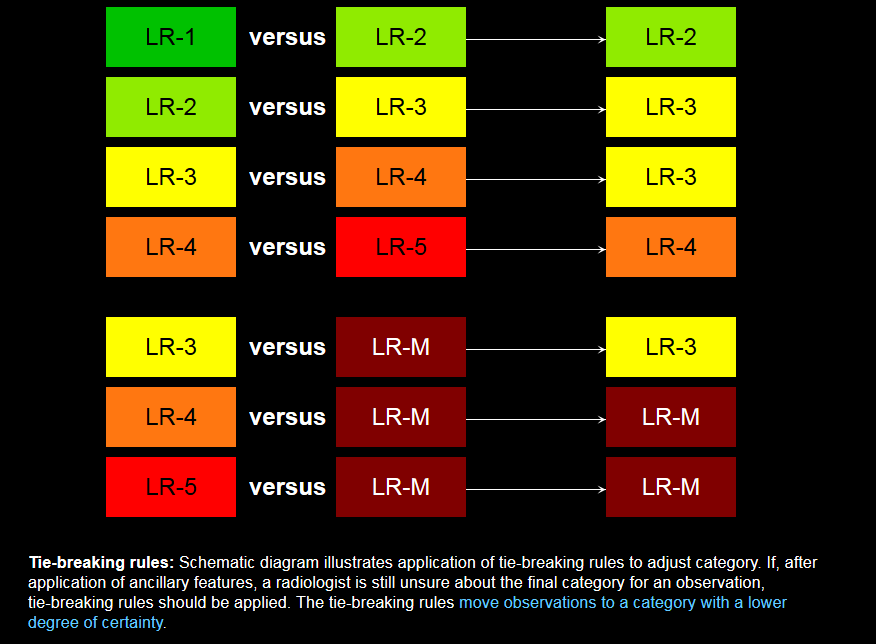 LR-1 versus LR-2 LR-2
LR-2 versus LR-3 LR-3
LR-3 versus LR-4 LR-3
LR-4 versus LR-5 LR-4
LR-3 versus LR-M LR-3
LR-4 versus LR-M LR-M
LR-5 versus LR-M LR-M
Tie-breaking rules: Schematic diagram illustrates application of tie-breaking rules to adjust category. If, after
application of ancillary features, a radiologist is still unsure about the final category for an observation,
tie-breaking rules should be applied. The tie-breaking rules move observations to a category with a lower
degree of certainty.